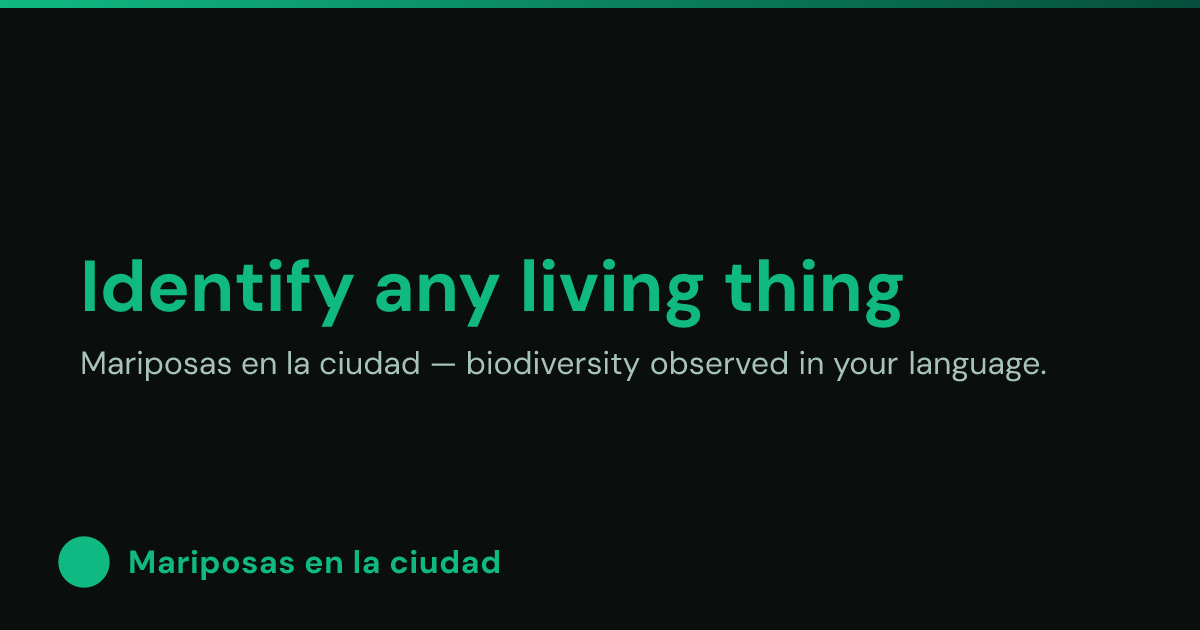 Identify any living thing
Mariposas en la ciudad — biodiversity observed in your language.
Mariposas en la ciudad